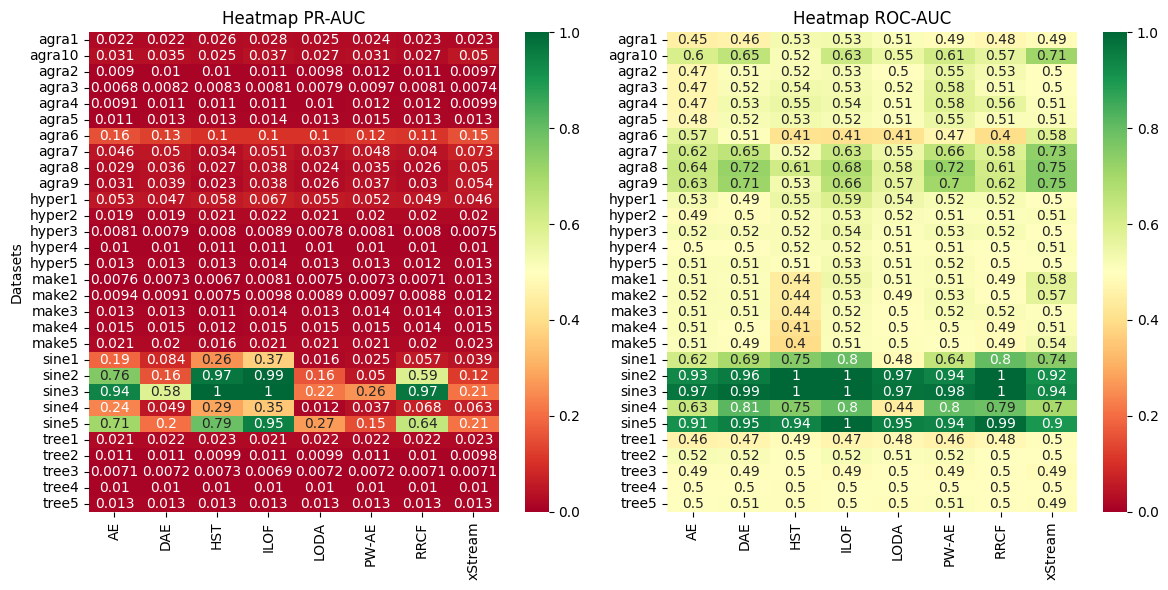 Heatmap PR-AUC
Datasets
agra1 0.022 0.022 0.026 0.028 0.025 0.024 0.023 0.023
agra10 0.031 0.035 0.025 0.037 0.027 0.031 0.027 0.05
agra2 0.009 0.01 0.01 0.011 0.0098 0.012 0.011 0.0097
agra3 0.0068 0.0082 0.0083 0.0081 0.0079 0.0097 0.0081 0.0074
agra4 0.0091 0.011 0.011 0.011 0.01 0.012 0.012 0.0099
agra5 0.011 0.013 0.013 0.014 0.013 0.015 0.013 0.013
agra6 0.16 0.13 0.1 0.1 0.1 0.12 0.11 0.15
agra7 0.046 0.05 0.034 0.051 0.037 0.048 0.04 0.073
agra8 0.029 0.036 0.027 0.038 0.024 0.035 0.026 0.05
agra9 0.031 0.039 0.023 0.038 0.026 0.037 0.03 0.054
hyper1 0.053 0.047 0.058 0.067 0.055 0.052 0.049 0.046
hyper2 0.019 0.019 0.021 0.022 0.021 0.02 0.02 0.02
hyper3 0.0081 0.0079 0.008 0.0089 0.0078 0.0081 0.008 0.0075
hyper4 0.01 0.01 0.011 0.011 0.01 0.01 0.01 0.01
hyper5 0.013 0.013 0.013 0.014 0.013 0.013 0.012 0.013
make1 0.0076 0.0073 0.0067 0.0081 0.0075 0.0073 0.0071 0.013
make2 0.0094 0.0091 0.0075 0.0098 0.0089 0.0097 0.0088 0.012
make3 0.013 0.013 0.011 0.014 0.013 0.014 0.014 0.013
make4 0.015 0.015 0.012 0.015 0.015 0.015 0.014 0.015
make5 0.021 0.02 0.016 0.021 0.021 0.021 0.02 0.023
sine1 0.19 0.084 0.26 0.37 0.016 0.025 0.057 0.039
sine2 0.76 0.16 0.97 0.99 0.16 0.05 0.59 0.12
sine3 0.94 0.58 1 1 0.22 0.26 0.97 0.21
sine4 0.24 0.049 0.29 0.35 0.012 0.037 0.068 0.063
sine5 0.71 0.2 0.79 0.95 0.27 0.15 0.64 0.21
tree1 0.021 0.022 0.023 0.021 0.022 0.022 0.022 0.023
tree2 0.011 0.011 0.0099 0.011 0.0099 0.011 0.01 0.0098
tree3 0.0071 0.0072 0.0073 0.0069 0.0072 0.0072 0.0071 0.0071
tree4 0.01 0.01 0.01 0.01 0.01 0.01 0.01 0.01
tree5 0.013 0.013 0.013 0.013 0.013 0.013 0.013 0.013
AE DAE HST ILOF LODA PW-AE RRCF xStream
1.0
0.8
0.6
0.4
0.2
0.0
Heatmap ROC-AUC
agra1 0.45 0.46 0.53 0.53 0.51 0.49 0.48 0.49
agra10 0.6 0.65 0.52 0.63 0.55 0.61 0.57 0.71
agra2 0.47 0.51 0.52 0.53 0.5 0.55 0.53 0.5
agra3 0.47 0.52 0.54 0.53 0.52 0.58 0.51 0.5
agra4 0.47 0.53 0.55 0.54 0.51 0.58 0.56 0.51
agra5 0.48 0.52 0.53 0.52 0.51 0.55 0.51 0.51
agra6 0.57 0.51 0.41 0.41 0.41 0.47 0.4 0.58
agra7 0.62 0.65 0.52 0.63 0.55 0.66 0.58 0.73
agra8 0.64 0.72 0.61 0.68 0.58 0.72 0.61 0.75
agra9 0.63 0.71 0.53 0.66 0.57 0.7 0.62 0.75
hyper1 0.53 0.49 0.55 0.59 0.54 0.52 0.52 0.5
hyper2 0.49 0.5 0.52 0.53 0.52 0.51 0.51 0.51
hyper3 0.52 0.52 0.52 0.54 0.51 0.53 0.52 0.5
hyper4 0.5 0.5 0.52 0.52 0.51 0.51 0.5 0.51
hyper5 0.51 0.51 0.51 0.53 0.51 0.52 0.5 0.5
make1 0.51 0.51 0.44 0.55 0.51 0.51 0.49 0.58
make2 0.52 0.51 0.44 0.53 0.49 0.53 0.5 0.57
make3 0.51 0.51 0.44 0.52 0.5 0.52 0.52 0.5
make4 0.51 0.5 0.41 0.52 0.5 0.5 0.49 0.51
make5 0.51 0.49 0.4 0.51 0.5 0.5 0.49 0.54
sine1 0.62 0.69 0.75 0.8 0.48 0.64 0.8 0.74
sine2 0.93 0.96 1 1 0.97 0.94 1 0.92
sine3 0.97 0.99 1 1 0.97 0.98 1 0.94
sine4 0.63 0.81 0.75 0.8 0.44 0.8 0.79 0.7
sine5 0.91 0.95 0.94 1 0.95 0.94 0.99 0.9
tree1 0.46 0.47 0.49 0.47 0.48 0.46 0.47 0.5
tree2 0.52 0.52 0.5 0.52 0.5 0.52 0.51 0.5
tree3 0.49 0.49 0.5 0.49 0.5 0.49 0.5 0.49
tree4 0.5 0.5 0.5 0.5 0.5 0.5 0.5 0.5
tree5 0.5 0.51 0.5 0.5 0.5 0.51 0.5 0.49
AE DAE HST ILOF LODA PW-AE RRCF xStream
1.0
0.8
0.6
0.4
0.2
0.0